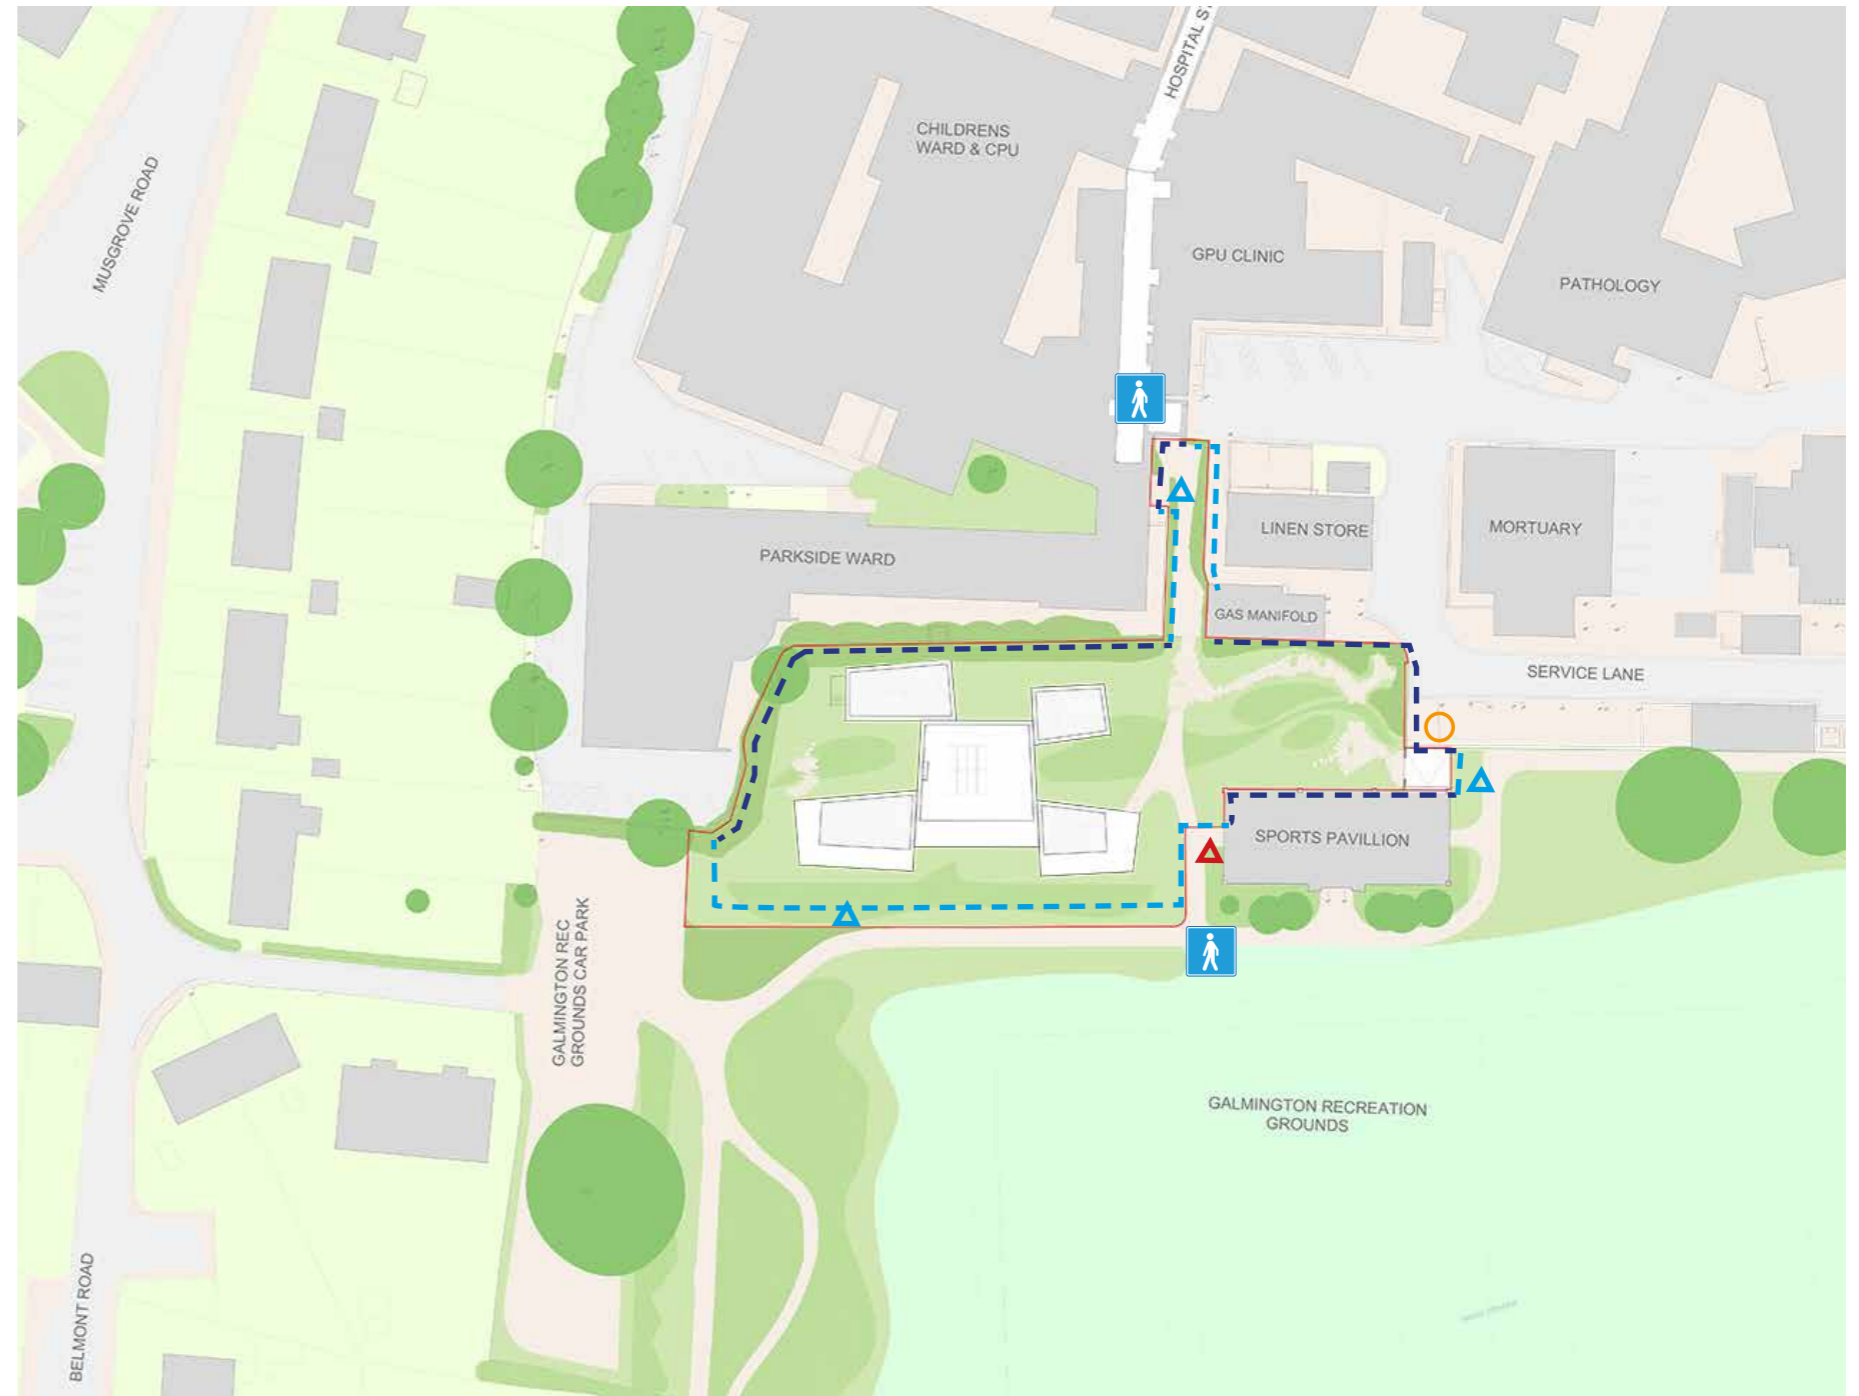 HOSPITAL
CHILDRENS
WARD & CPU
MUSGROVE ROAD
GPU CLINIC
PATHOLOGY
LINEN STORE
MORTUARY
PARKSIDE WARD
GAS MANIFOLD
SERVICE LANE
SPORTS PAVILLION
GALMINGTON REC
GROUNDS CAR PARK
GALMINGTON RECREATION
GROUNDS
BELMONT ROAD